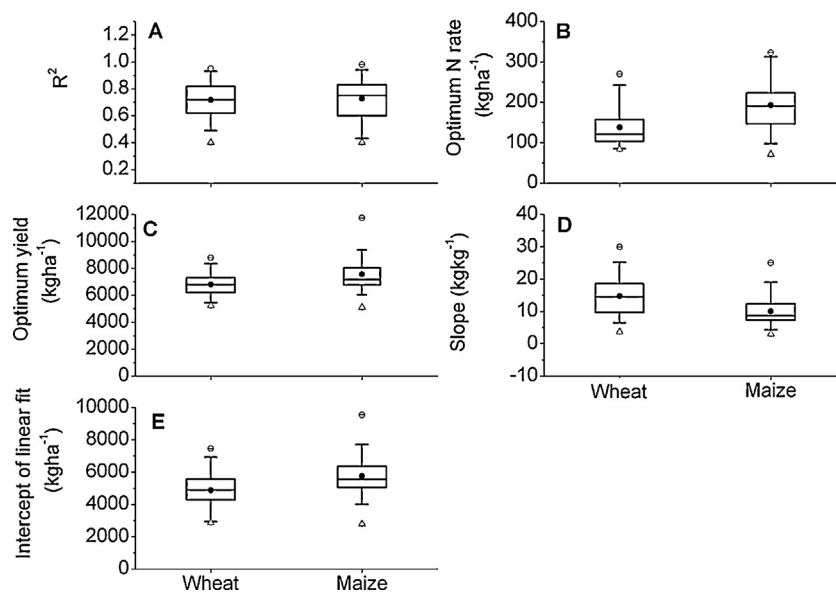 A
R²
1.2
1.0
0.8
0.6
0.4
0.2
B
Optimum N rate
(kgha⁻¹)
400
300
200
100
0
C
Optimum yield
(kgha⁻¹)
12000
10000
8000
6000
4000
2000
0
D
Slope (kgkg⁻¹)
40
30
20
10
0
-10
Wheat Maize
E
Intercept of linear fit
(kgha⁻¹)
10000
8000
6000
4000
2000
0
Wheat Maize